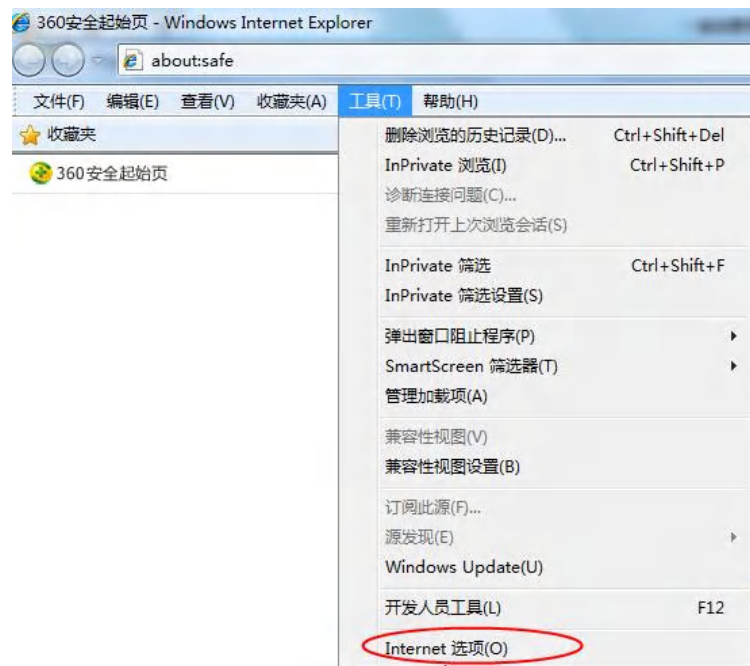 360安全起始页 - Windows Internet Explorer
about:safe
文件(F) 编辑(E) 查看(V) 收藏夹(A) 工具(T) 帮助(H)
收藏夹
360安全起始页
删除浏览的历史记录(D)... Ctrl+Shift+Del
InPrivate 浏览(I) Ctrl+Shift+P
诊断连接问题(C)...
重新打开上次浏览会话(S)
InPrivate 筛选 Ctrl+Shift+F
InPrivate 筛选设置(S)
弹出窗口阻止程序(P)
SmartScreen 筛选器(T)
管理加载项(A)
兼容性视图(V)
兼容性视图设置(B)
订阅此源(F)...
源发现(E)
Windows Update(U)
开发人员工具(L) F12
Internet 选项(O)